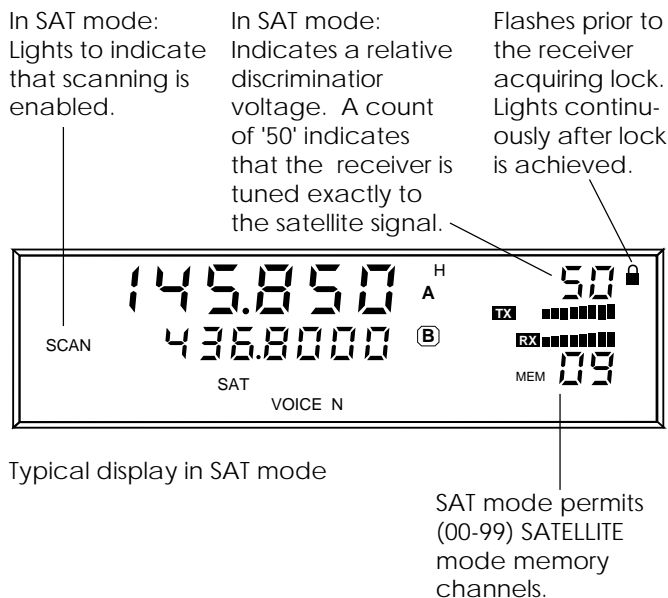 In SAT mode:
Lights to indicate
that scanning is
enabled.
In SAT mode:
Indicates a relative
discriminatior
voltage. A count
of '50' indicates
that the receiver is
tuned exactly to
the satellite signal.
Flashes prior to
the receiver
acquiring lock.
Lights continu-
ously after lock
is achieved.
145.850 A H 50
TX
SCAN 436.8000 B RX
MEM 09
SAT
VOICE N
Typical display in SAT mode
SAT mode permits
(00-99) SATELLITE
mode memory
channels.